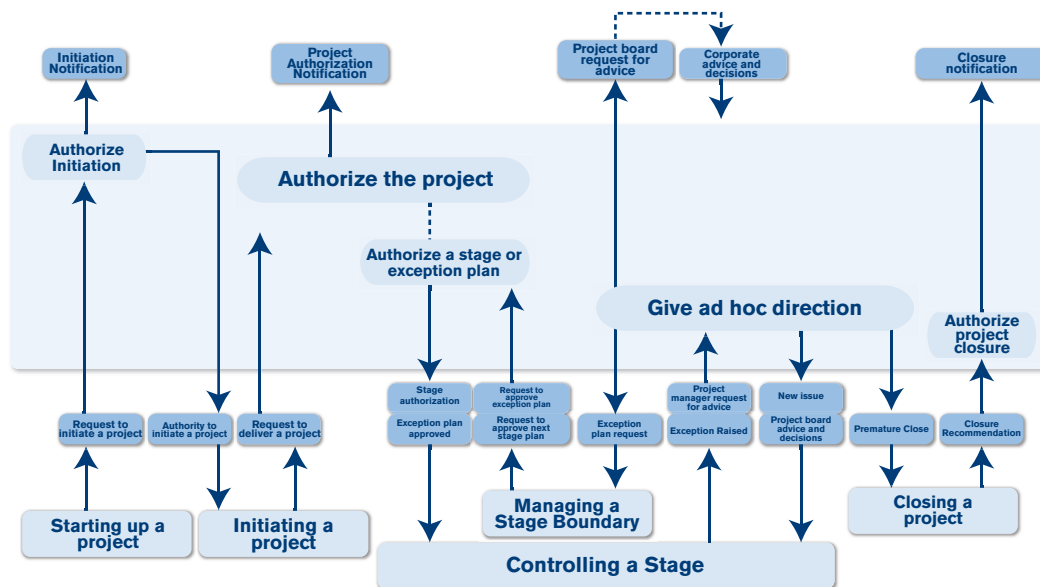 Initiation
Notification
Project
Authorization
Notification
Project board
request for
advice
Corporate
advice and
decisions
Closure
notification
Authorize
Initiation
Authorize the project
Authorize a stage or
exception plan
Give ad hoc direction
Authorize
project
closure
Request to
initiate a project
Authority to
initiate a project
Request to
deliver a project
Stage
authorization
Exception plan
approved
Request to
approve
exception plan
Request to
approve next
stage plan
Exception
plan request
Project
manager request
for advice
Exception Raised
New issue
Project board
advice and
decisions
Premature Close
Closure
Recommendation
Starting up a
project
Initiating a
project
Managing a
Stage Boundary
Closing a
project
Controlling a Stage